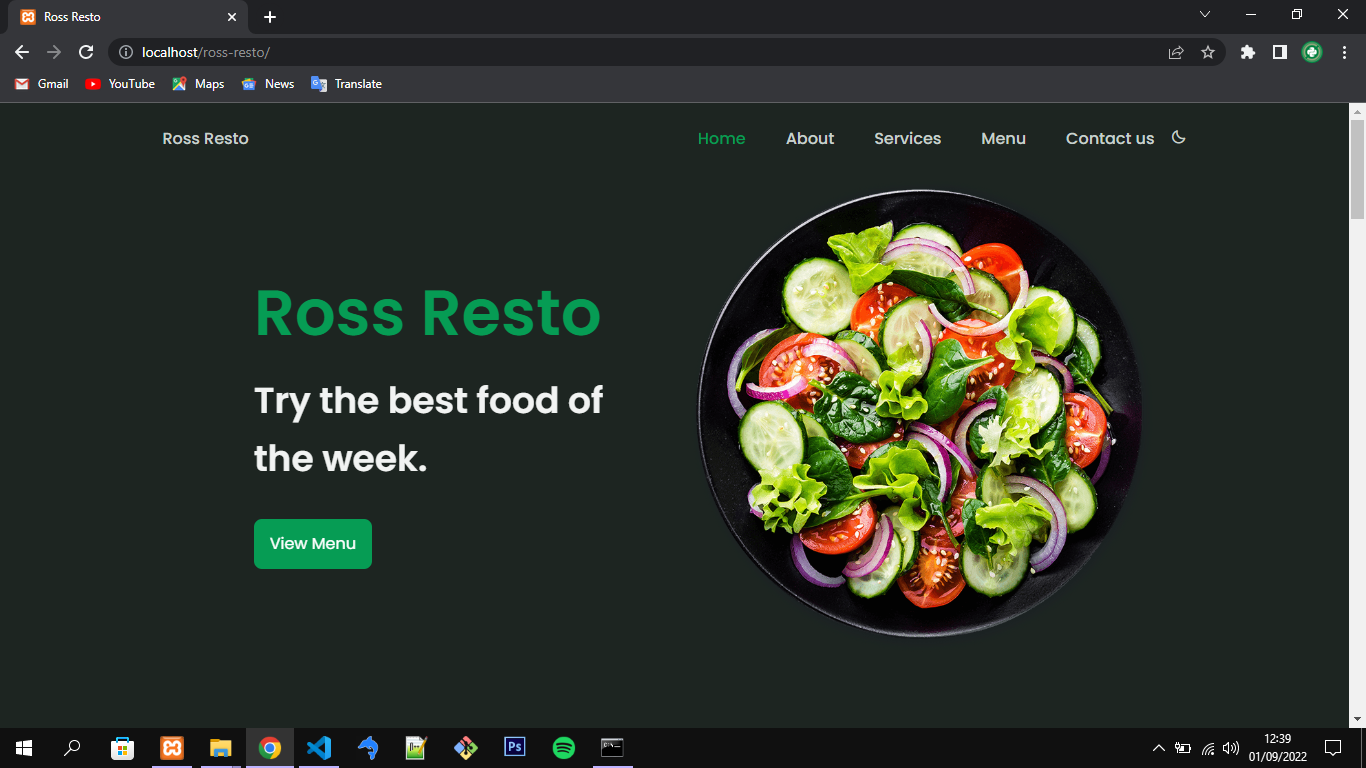 Ross Resto
localhost/ross-resto/
Gmail YouTube Maps News Translate
Ross Resto Home About Services Menu Contact us
Ross Resto
Try the best food of
the week.
View Menu
Ps
12:39
01/09/2022